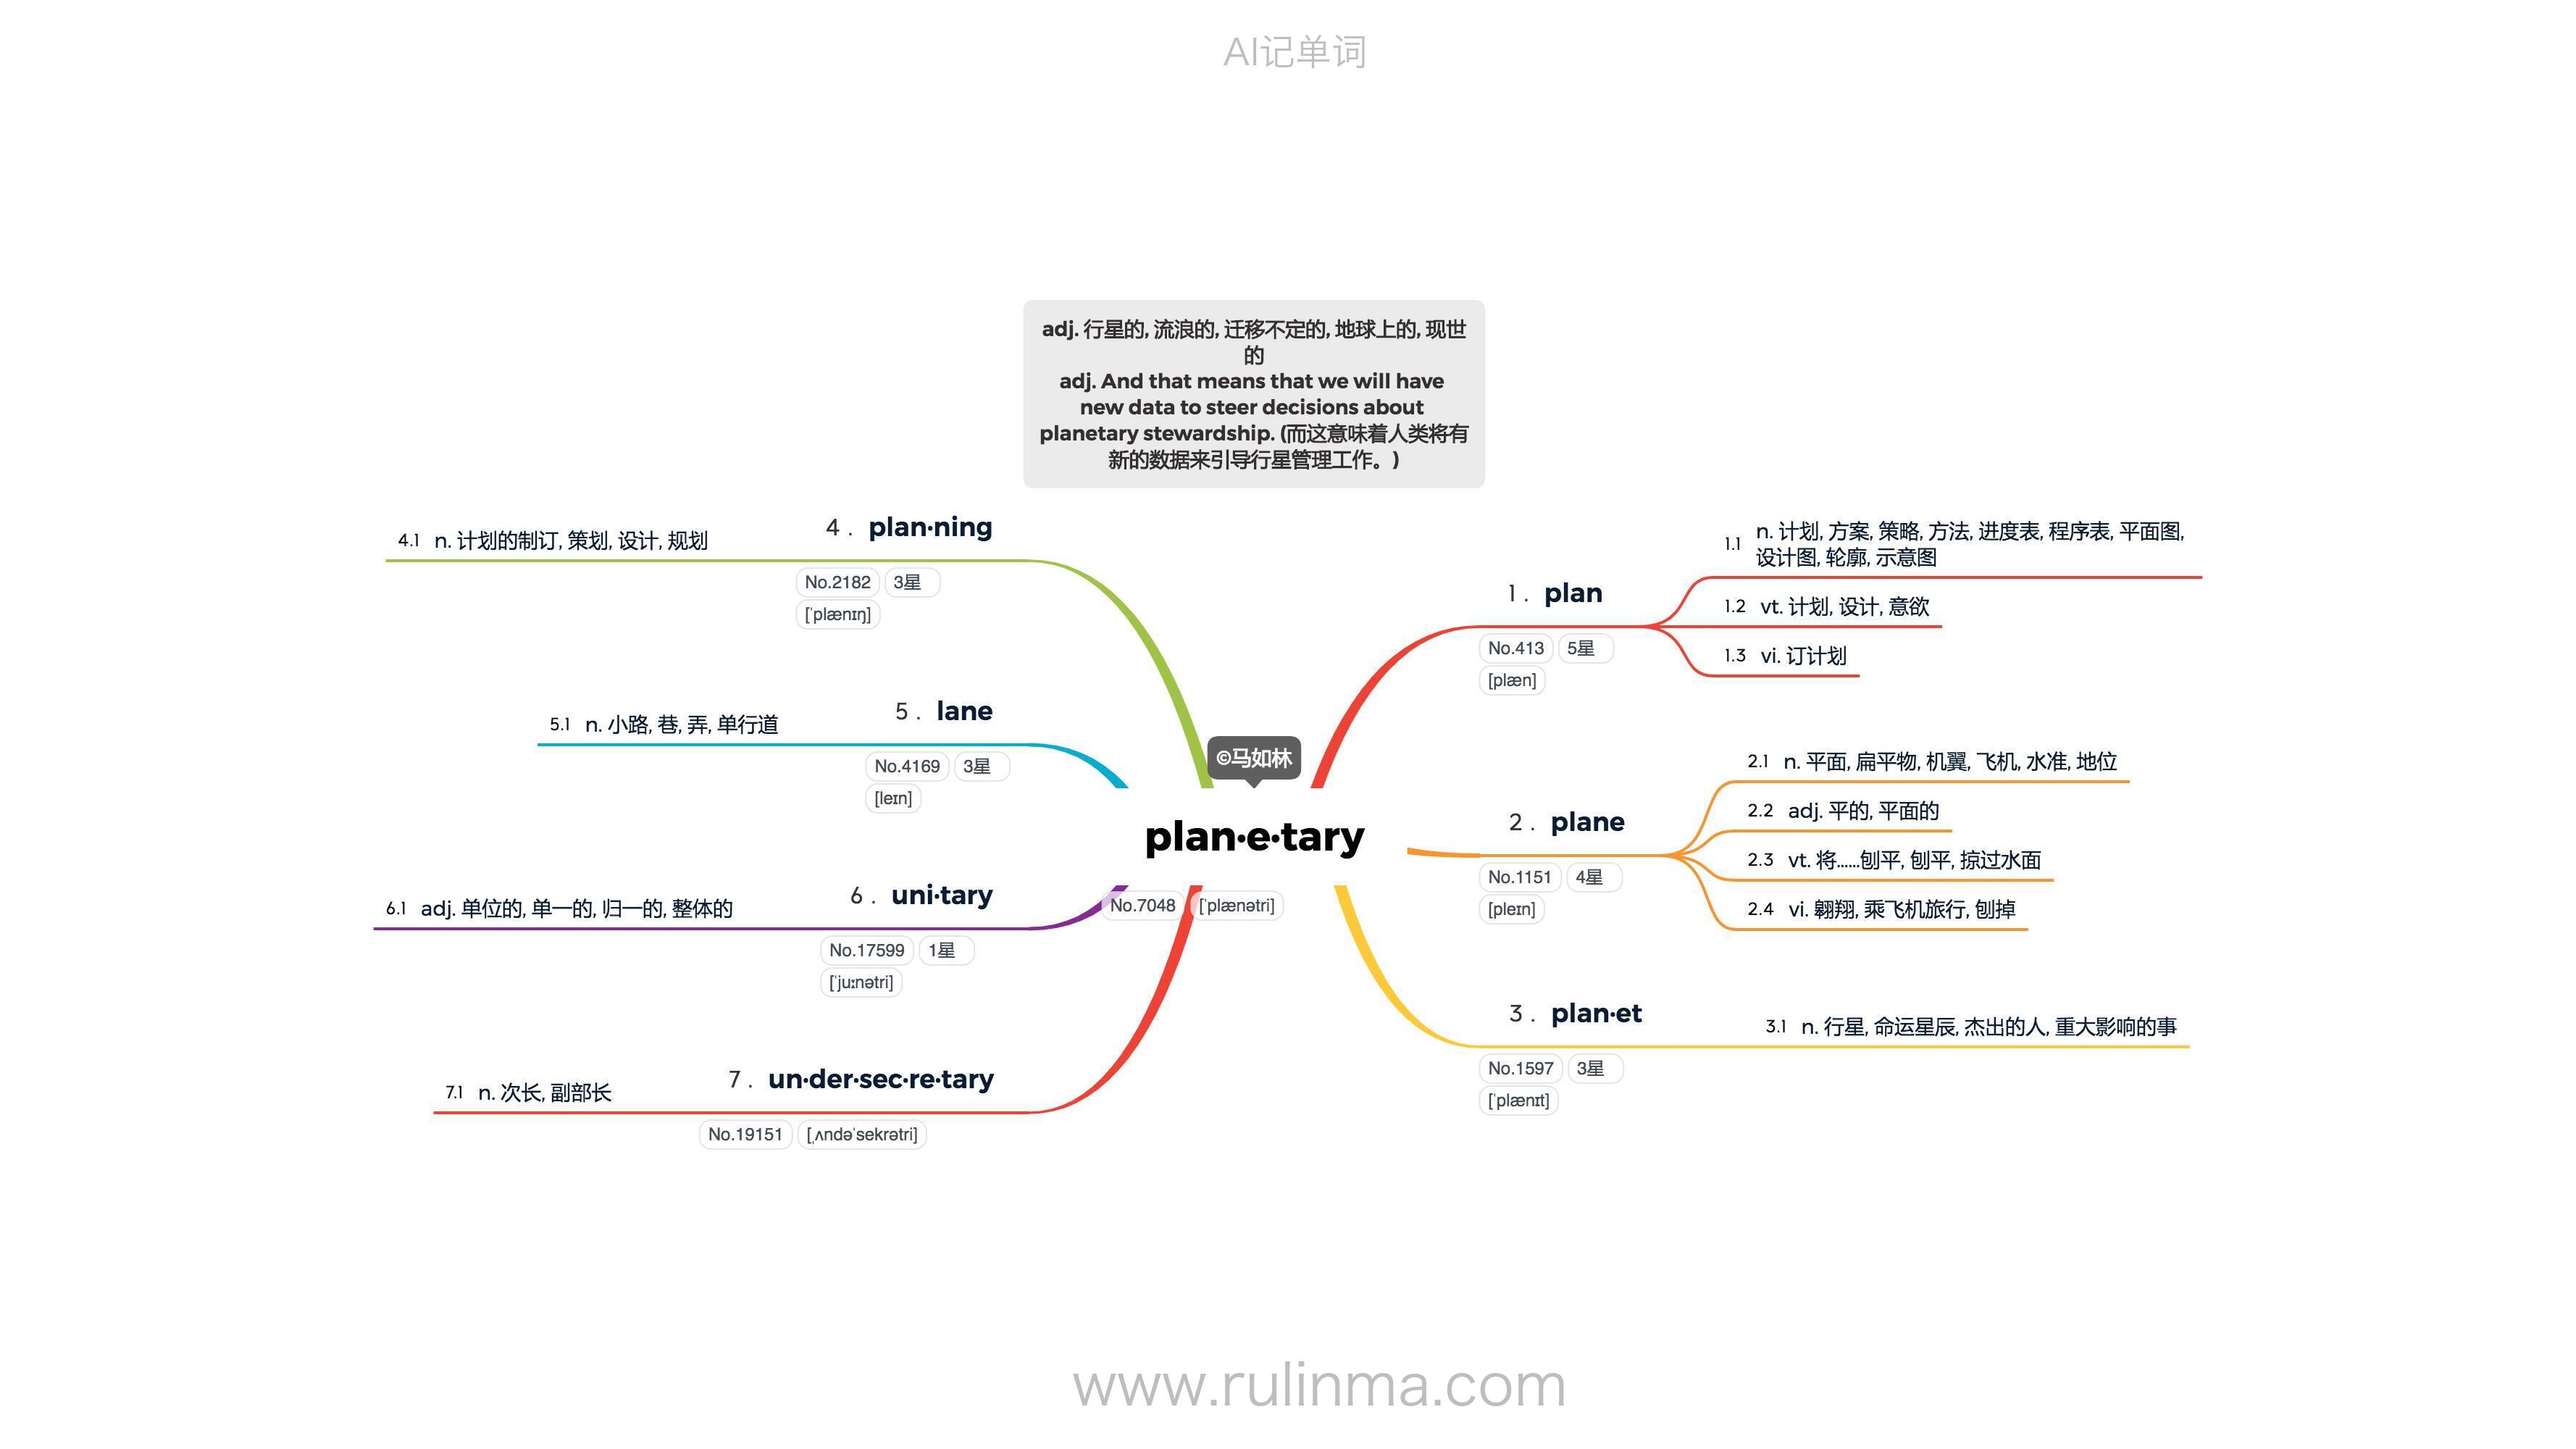 AI记单词
adj. 行星的, 流浪的, 迁移不定的, 地球上的, 现世
的
adj. And that means that we will have
new data to steer decisions about
planetary stewardship. (而这意味着人类将有
新的数据来引导行星管理工作。)
©马如林
plan·e·tary
No.7048 [ˈplænətri]
1 . plan
No.413 5星
[plæn]
1.1 n. 计划, 方案, 策略, 方法, 进度表, 程序表, 平面图,
设计图, 轮廓, 示意图
1.2 vt. 计划, 设计, 意欲
1.3 vi. 订计划
2 . plane
No.1151 4星
[pleɪn]
2.1 n. 平面, 扁平物, 机翼, 飞机, 水准, 地位
2.2 adj. 平的, 平面的
2.3 vt. 将……刨平, 刨平, 掠过水面
2.4 vi. 翱翔, 乘飞机旅行, 刨掉
3 . plan·et
No.1597 3星
[ˈplænɪt]
3.1 n. 行星, 命运星辰, 杰出的人, 重大影响的事
4 . plan·ning
No.2182 3星
[ˈplænɪŋ]
4.1 n. 计划的制订, 策划, 设计, 规划
5 . lane
No.4169 3星
[leɪn]
5.1 n. 小路, 巷, 弄, 单行道
6 . uni·tary
No.17599 1星
[ˈjuːnətri]
6.1 adj. 单位的, 单一的, 归一的, 整体的
7 . un·der·sec·re·tary
No.19151 [ˌʌndəˈsekrətri]
7.1 n. 次长, 副部长
www.rulinma.com